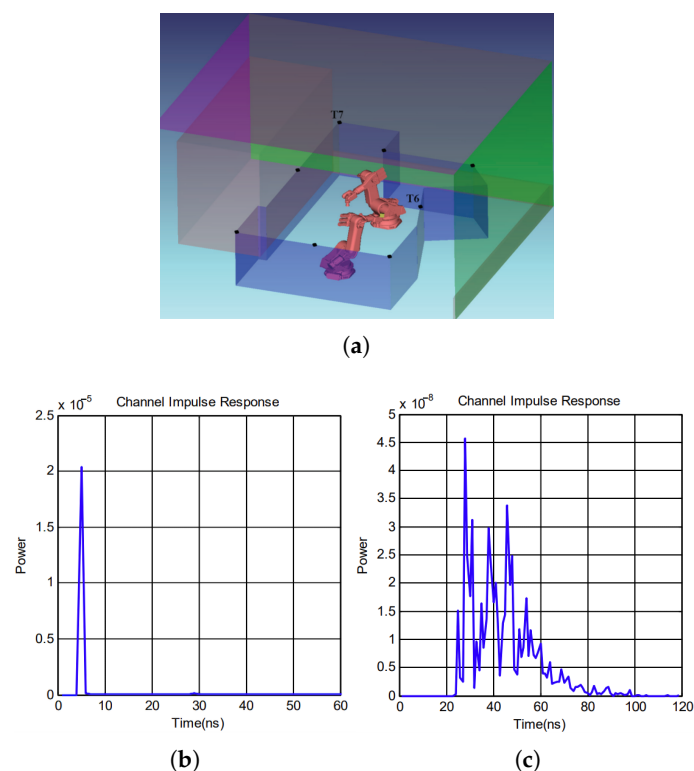 T7
T6
(a)
x 10⁻⁵ Channel Impulse Response
2.5
2
1.5
1
0.5
0
Power
0 10 20 30 40 50 60
Time(ns)
(b)
x 10⁻⁸ Channel Impulse Response
5
4.5
4
3.5
3
2.5
2
1.5
1
0.5
0
Power
0 20 40 60 80 100 120
Time(ns)
(c)